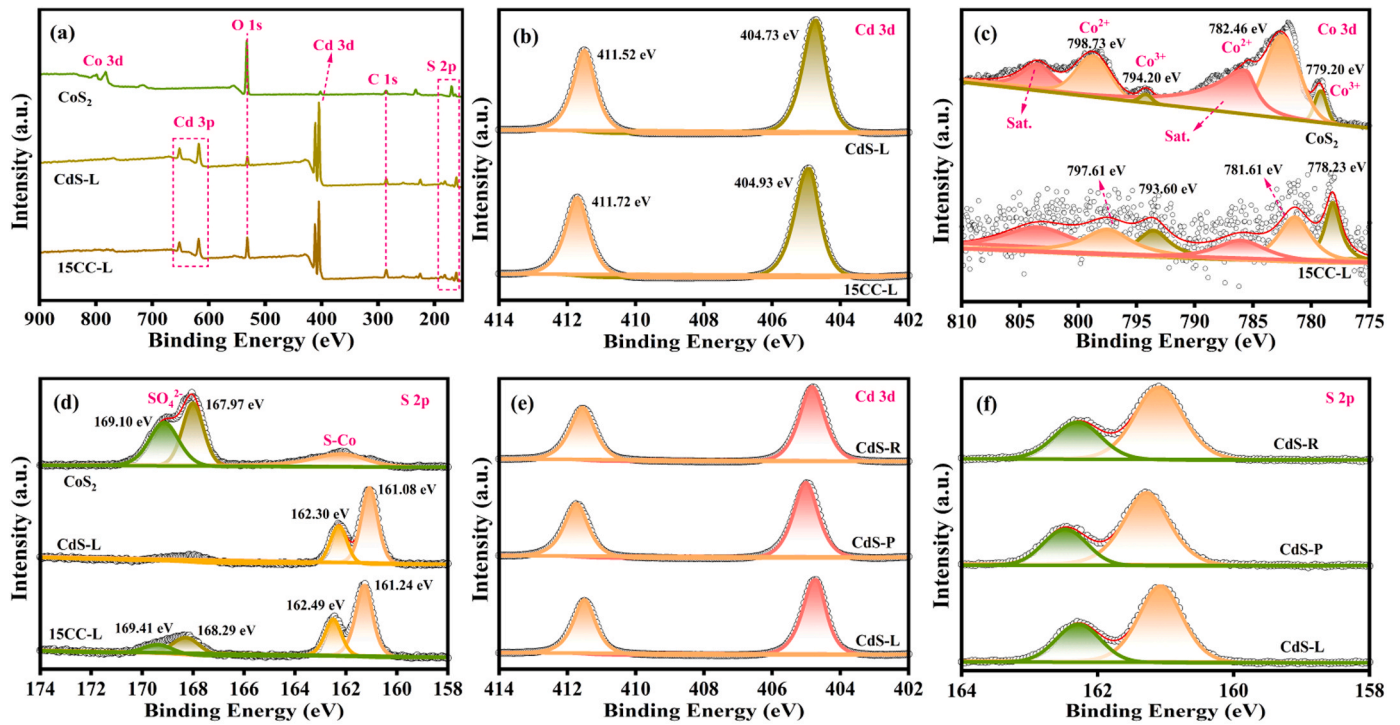 (a)
O 1s
Co 3d
Cd 3d
C 1s
S 2p
CoS2
Cd 3p
CdS-L
15CC-L
Intensity (a.u.)
900 800 700 600 500 400 300 200
Binding Energy (eV)
(b)
Cd 3d
411.52 eV
404.73 eV
CdS-L
411.72 eV
404.93 eV
15CC-L
Intensity (a.u.)
414 412 410 408 406 404 402
Binding Energy (eV)
(c)
Co 3d
Co2+
798.73eV
Co3+
794.20 eV
782.46 eV
Co2+
779.20 eV
Co3+
Sat.
Sat.
CoS2
797.61 eV
793.60 eV
781.61 eV
778.23 eV
15CC-L
Intensity (a.u.)
810 805 800 795 790 785 780 775
Binding Energy (eV)
(d)
S 2p
SO42-
169.10 eV
167.97 eV
S-Co
CoS2
162.30 eV
161.08 eV
CdS-L
162.49 eV
161.24 eV
15CC-L
169.41 eV
168.29 eV
Intensity (a.u.)
174 172 170 168 166 164 162 160 158
Binding Energy (eV)
(e)
Cd 3d
CdS-R
CdS-P
CdS-L
Intensity (a.u.)
414 412 410 408 406 404 402
Binding Energy (eV)
(f)
S 2p
CdS-R
CdS-P
CdS-L
Intensity (a.u.)
164 162 160 158
Binding Energy (eV)